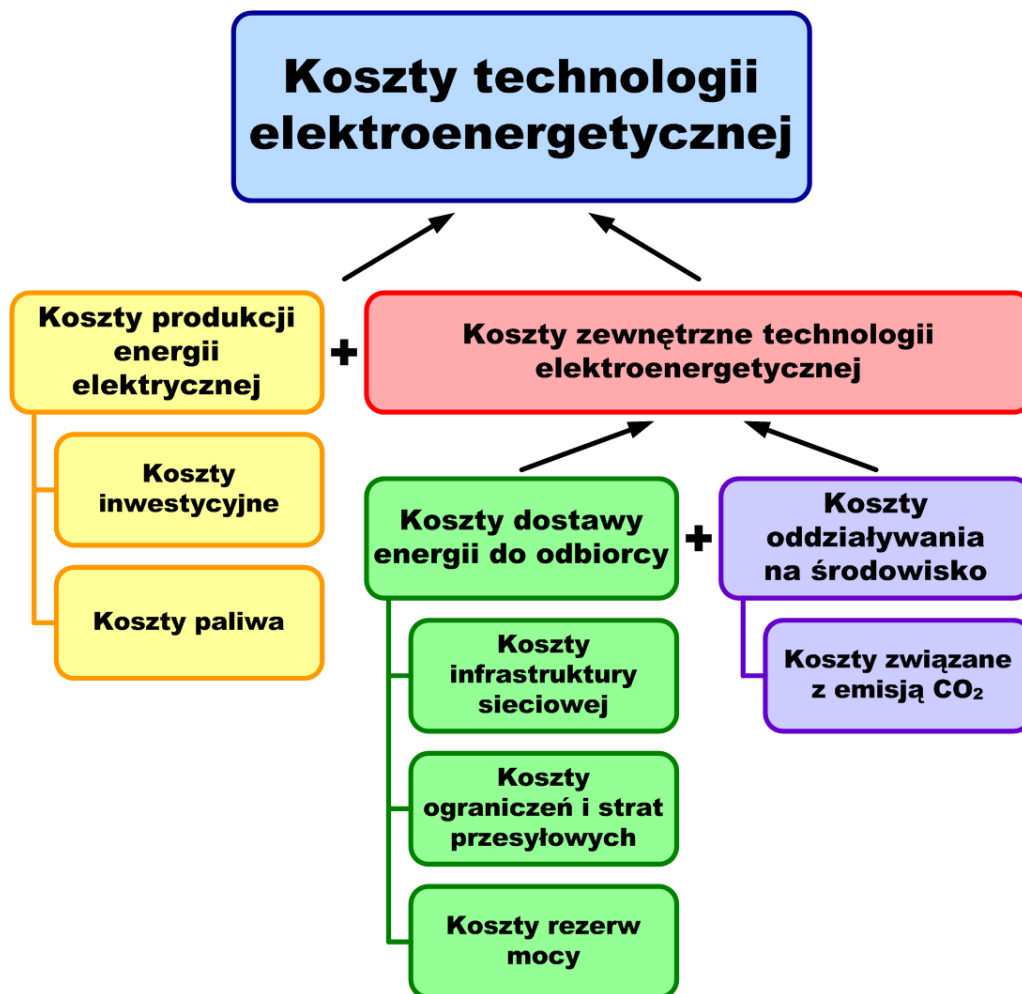 Koszty technologii
elektroenergetycznej
Koszty produkcji
energii
elektrycznej
+
Koszty zewnętrzne technologii
elektroenergetycznej
Koszty
inwestycyjne
Koszty paliwa
Koszty dostawy
energii do odbiorcy
+
Koszty
oddziaływania
na środowisko
Koszty
infrastruktury
sieciowej
Koszty
ograniczeń i strat
przesyłowych
Koszty rezerw
mocy
Koszty związane
z emisją CO₂